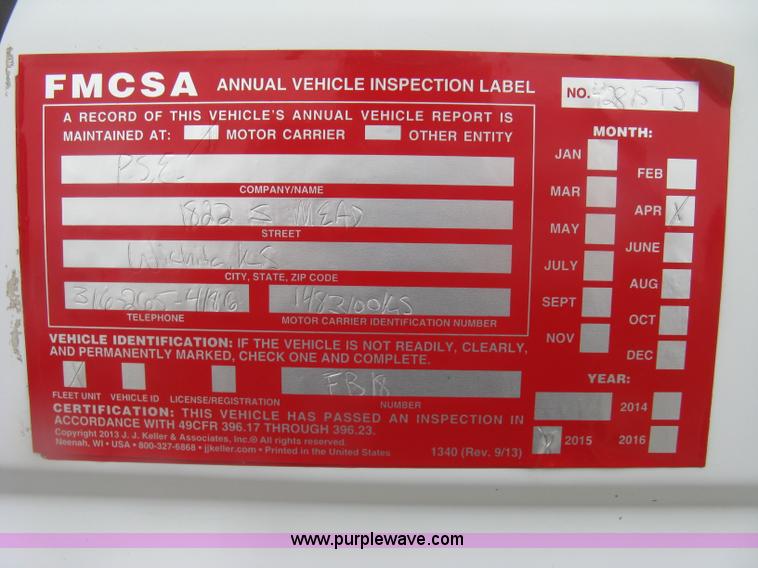 FMCSA ANNUAL VEHICLE INSPECTION LABEL
NO. 42815T3
A RECORD OF THIS VEHICLE'S ANNUAL VEHICLE REPORT IS
MAINTAINED AT: MOTOR CARRIER OTHER ENTITY
P.S.E.
COMPANY/NAME
1822 S MEAD
STREET
Wichita, KS
CITY, STATE, ZIP CODE
316-265-4196 1482100KS
TELEPHONE MOTOR CARRIER IDENTIFICATION NUMBER
VEHICLE IDENTIFICATION: IF THE VEHICLE IS NOT READILY, CLEARLY,
AND PERMANENTLY MARKED, CHECK ONE AND COMPLETE.
X FB18
FLEET UNIT VEHICLE ID LICENSE/REGISTRATION NUMBER
CERTIFICATION: THIS VEHICLE HAS PASSED AN INSPECTION IN
ACCORDANCE WITH 49CFR 396.17 THROUGH 396.23.
Copyright 2013 J. J. Keller & Associates, Inc.® All rights reserved.
Neenah, WI • USA • 800-327-6868 • jjkeller.com • Printed in the United States 1340 (Rev. 9/13)
MONTH:
JAN FEB
MAR APR X
MAY JUNE
JULY AUG
SEPT OCT
NOV DEC
YEAR:
2014
X 2015 2016
www.purplewave.com